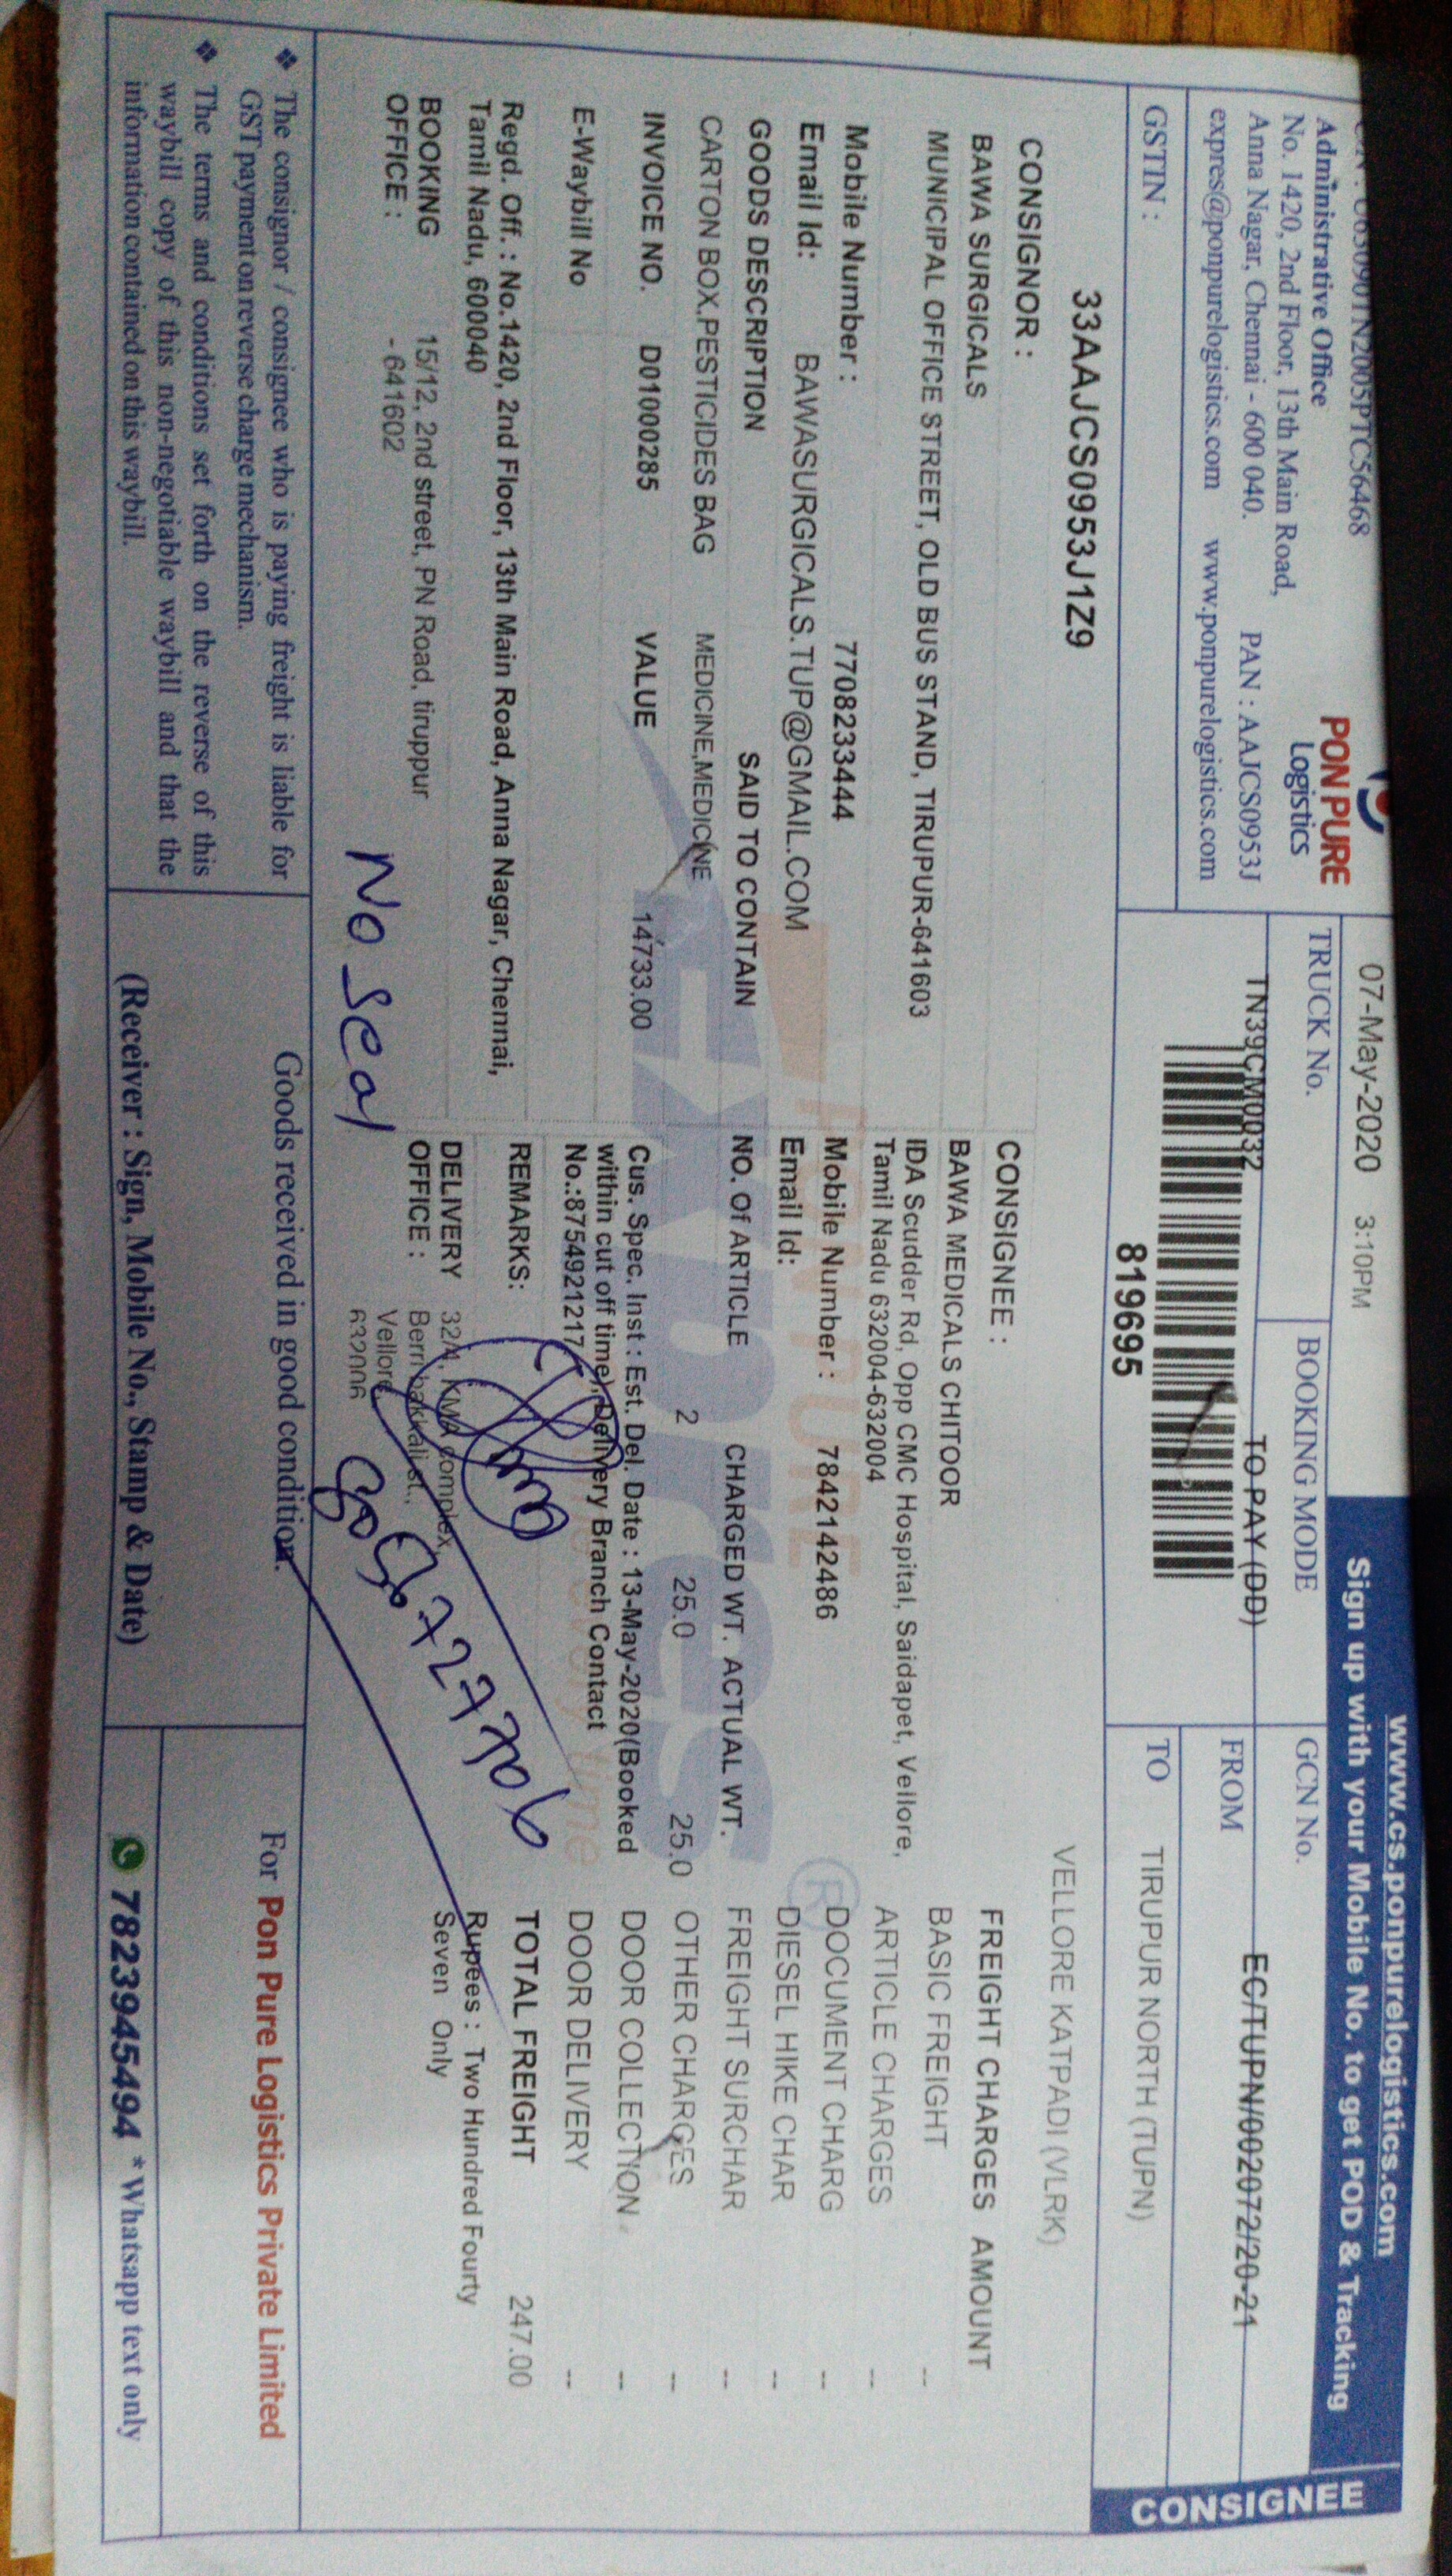 07-May-2020 3:10PM
www.cs.ponpurelogistics.com
Sign up with your Mobile No. to get POD & Tracking
CONSIGNEE
Administrative Office
No. 1420, 2nd Floor, 13th Main Road,
Anna Nagar, Chennai - 600 040. PAN : AAJCS0953J
expres@ponpurelogistics.com www.ponpurelogistics.com
PON PURE
Logistics
GSTIN :
33AAJCS0953J1Z9
TRUCK No.
TN39CM0032
BOOKING MODE
TO PAY (DD)
819695
GCN No.
EC/TUPN/002072/20-21
FROM
TO TIRUPUR NORTH (TUPN)
VELLORE KATPADI (VLRK)
CONSIGNOR :
BAWA SURGICALS
MUNICIPAL OFFICE STREET, OLD BUS STAND, TIRUPUR-641603
Mobile Number : 7708233444
Email Id: BAWASURGICALS.TUP@GMAIL.COM
GOODS DESCRIPTION SAID TO CONTAIN
CARTON BOX,PESTICIDES BAG MEDICINE,MEDICINE
INVOICE NO. D01000285 VALUE 14733.00
E-Waybill No
Regd. Off. : No.1420, 2nd Floor, 13th Main Road, Anna Nagar, Chennai,
Tamil Nadu, 600040
BOOKING OFFICE : 15/12, 2nd street, PN Road, tiruppur
- 641602
CONSIGNEE :
BAWA MEDICALS CHITOOR
IDA Scudder Rd, Opp CMC Hospital, Saidapet, Vellore,
Tamil Nadu 632004-632004
Mobile Number : 7842142486
Email Id:
NO. Of ARTICLE CHARGED WT. ACTUAL WT.
2 25.0 25.0
Cus. Spec. Inst : Est. Del. Date : 13-May-2020(Booked
within cut off time),Delivery Branch Contact
No.:8754921217
REMARKS:
DELIVERY OFFICE : 32/4, KMA complex,
Berri bakkali st.,
Vellore,
632006
FREIGHT CHARGES AMOUNT
BASIC FREIGHT --
ARTICLE CHARGES --
DOCUMENT CHARG --
DIESEL HIKE CHAR --
FREIGHT SURCHAR --
OTHER CHARGES --
DOOR COLLECTION --
DOOR DELIVERY --
TOTAL FREIGHT 247.00
Rupees : Two Hundred Fourty
Seven Only
No Seal
❖ The consignor / consignee who is paying freight is liable for
GST payment on reverse charge mechanism.
❖ The terms and conditions set forth on the reverse of this
waybill copy of this non-negotiable waybill and that the
information contained on this waybill.
Goods received in good condition.
(Receiver : Sign, Mobile No., Stamp & Date)
For Pon Pure Logistics Private Limited
7823945494 *Whatsapp text only